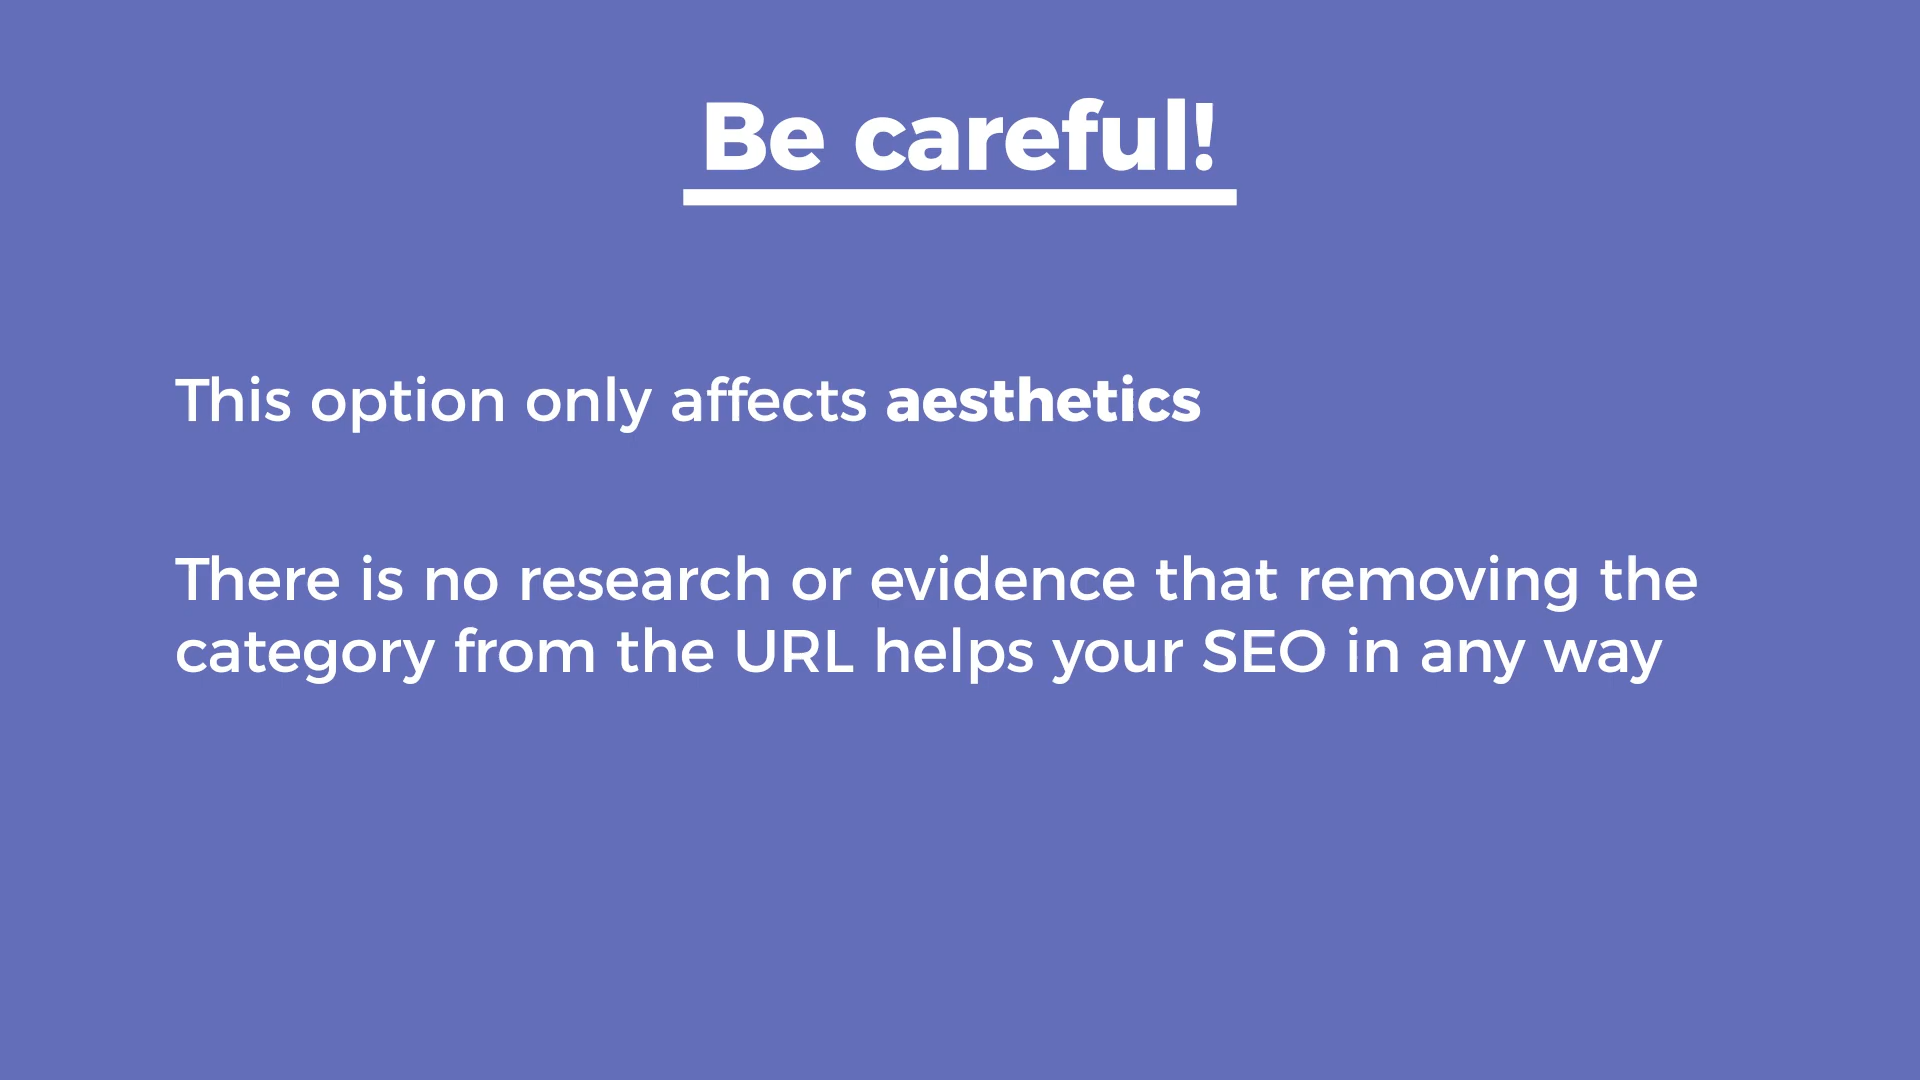 Be careful!
This option only affects aesthetics
There is no research or evidence that removing the
category from the URL helps your SEO in any way